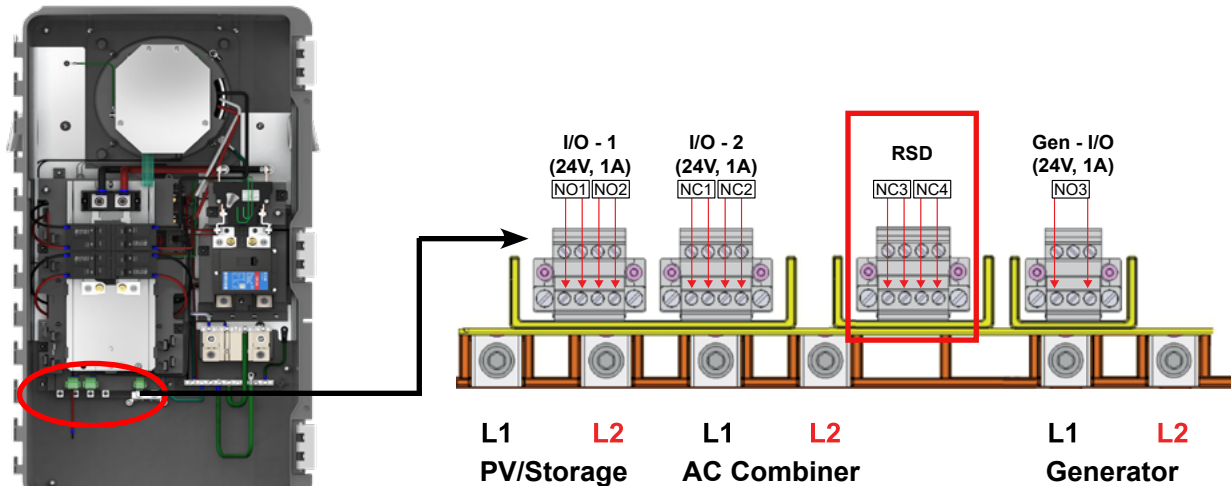 I/O - 1
(24V, 1A)
NO1 NO2
I/O - 2
(24V, 1A)
NC1 NC2
RSD
NC3 NC4
Gen - I/O
(24V, 1A)
NO3
L1 L2 L1 L2 L1 L2
PV/Storage AC Combiner Generator